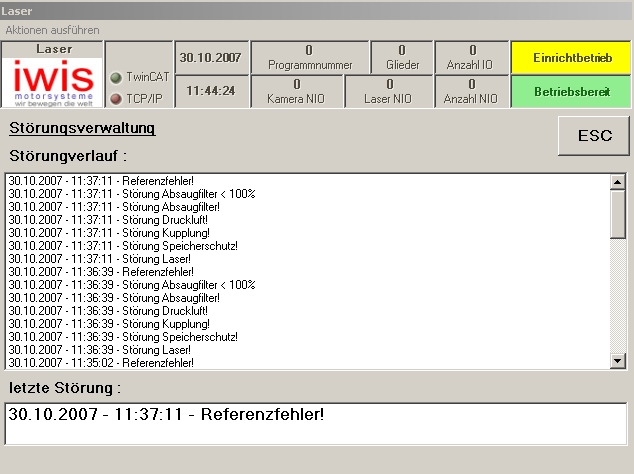 Laser
Aktionen ausführen
Laser
iwis
motorsysteme
wir bewegen die welt
TwinCAT
TCP/IP
30.10.2007
11:44:24
0
Programmnummer
0
Glieder
0
Anzahl IO
0
Kamera NIO
0
Laser NIO
0
Anzahl NIO
Einrichtbetrieb
Betriebsbereit
Störungsverwaltung
ESC
Störungverlauf :
30.10.2007 - 11:37:11 - Referenzfehler!
30.10.2007 - 11:37:11 - Störung Absaugfilter < 100%
30.10.2007 - 11:37:11 - Störung Absaugfilter!
30.10.2007 - 11:37:11 - Störung Druckluft!
30.10.2007 - 11:37:11 - Störung Kupplung!
30.10.2007 - 11:37:11 - Störung Speicherschutz!
30.10.2007 - 11:37:11 - Störung Laser!
30.10.2007 - 11:36:39 - Referenzfehler!
30.10.2007 - 11:36:39 - Störung Absaugfilter < 100%
30.10.2007 - 11:36:39 - Störung Absaugfilter!
30.10.2007 - 11:36:39 - Störung Druckluft!
30.10.2007 - 11:36:39 - Störung Kupplung!
30.10.2007 - 11:36:39 - Störung Speicherschutz!
30.10.2007 - 11:36:39 - Störung Laser!
30.10.2007 - 11:35:02 - Referenzfehler!
letzte Störung :
30.10.2007 - 11:37:11 - Referenzfehler!